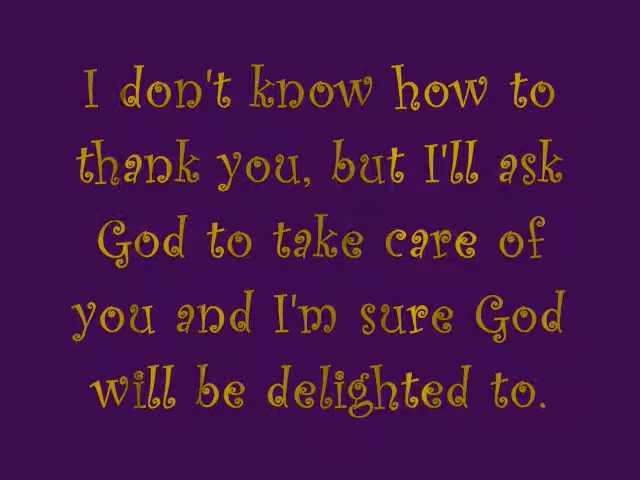 I don't know how to
thank you, but I'll ask
God to take care of
you and I'm sure God
will be delighted to.